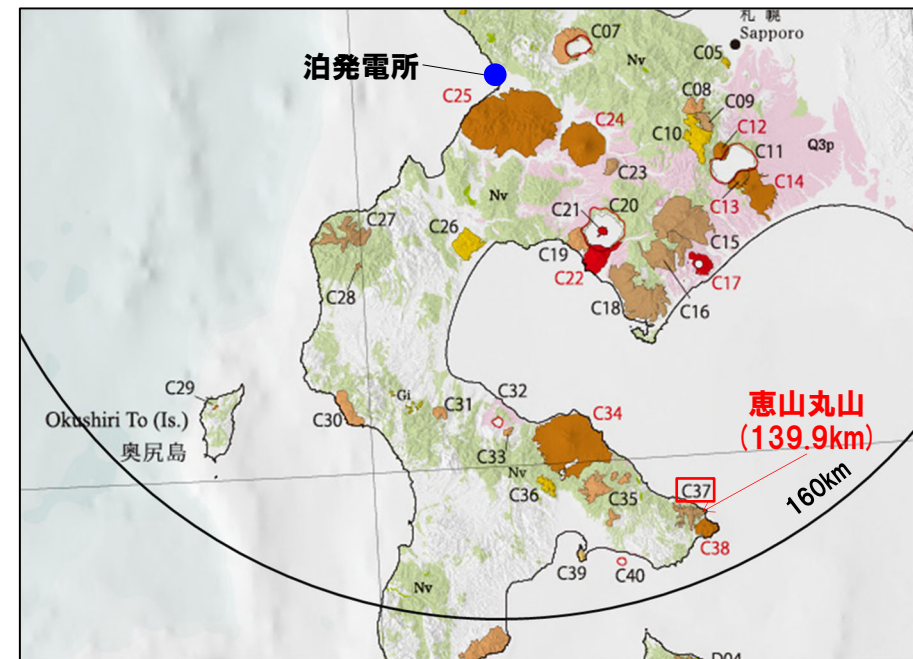 札幌
Sapporo
C07
C05
Nv
泊発電所
C25
C08
C09
C24
C10
C12
C11
Q3p
C23
C14
C13
Nv
C21
C20
C27
C26
C15
C19
C22
C17
C28
C18
C16
C29
Gi
C32
Okushiri To (Is.)
奥尻島
C30
C31
C34
恵山丸山
(139.9km)
C33
Nv
C36
C35
C37
160km
C38
C39
C40
Nv
D04